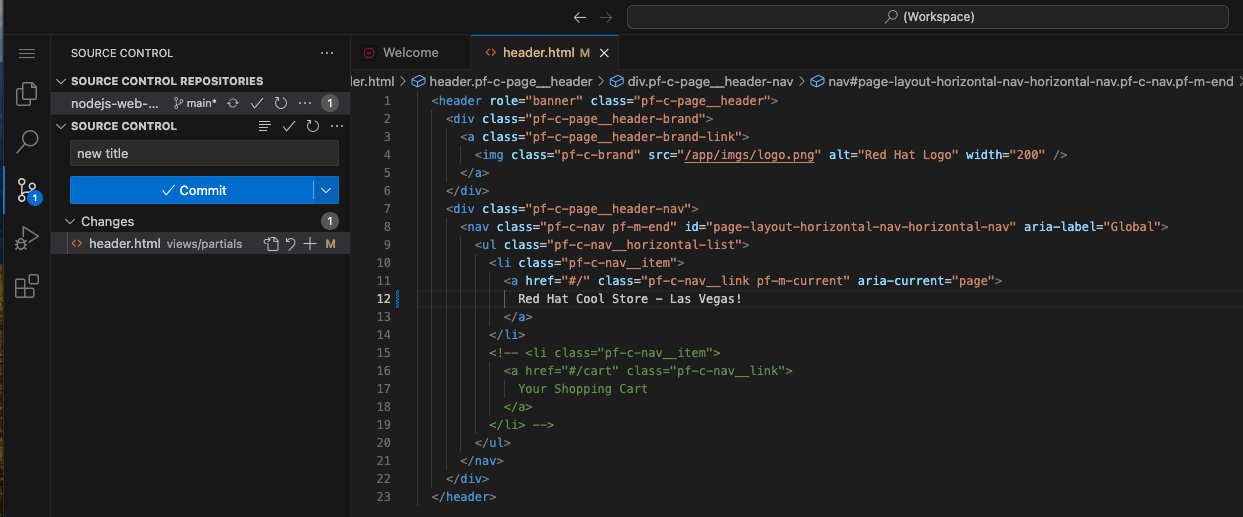 (Workspace)
SOURCE CONTROL
Welcome
header.html M
SOURCE CONTROL REPOSITORIES
nodejs-web-... main* 1
SOURCE CONTROL
new title
Commit
1
Changes 1
header.html views/partials M
der.html > header.pf-c-page__header > div.pf-c-page__header-nav > nav#page-layout-horizontal-nav-horizontal-nav.pf-c-nav.pf-m-end >
1 <header role="banner" class="pf-c-page__header">
2 <div class="pf-c-page__header-brand">
3 <a class="pf-c-page__header-brand-link">
4 <img class="pf-c-brand" src="/app/imgs/logo.png" alt="Red Hat Logo" width="200" />
5 </a>
6 </div>
7 <div class="pf-c-page__header-nav">
8 <nav class="pf-c-nav pf-m-end" id="page-layout-horizontal-nav-horizontal-nav" aria-label="Global">
9 <ul class="pf-c-nav__horizontal-list">
10 <li class="pf-c-nav__item">
11 <a href="#/" class="pf-c-nav__link pf-m-current" aria-current="page">
12 Red Hat Cool Store - Las Vegas!
13 </a>
14 </li>
15 <!-- <li class="pf-c-nav__item">
16 <a href="#/cart" class="pf-c-nav__link">
17 Your Shopping Cart
18 </a>
19 </li> -->
20 </ul>
21 </nav>
22 </div>
23 </header>